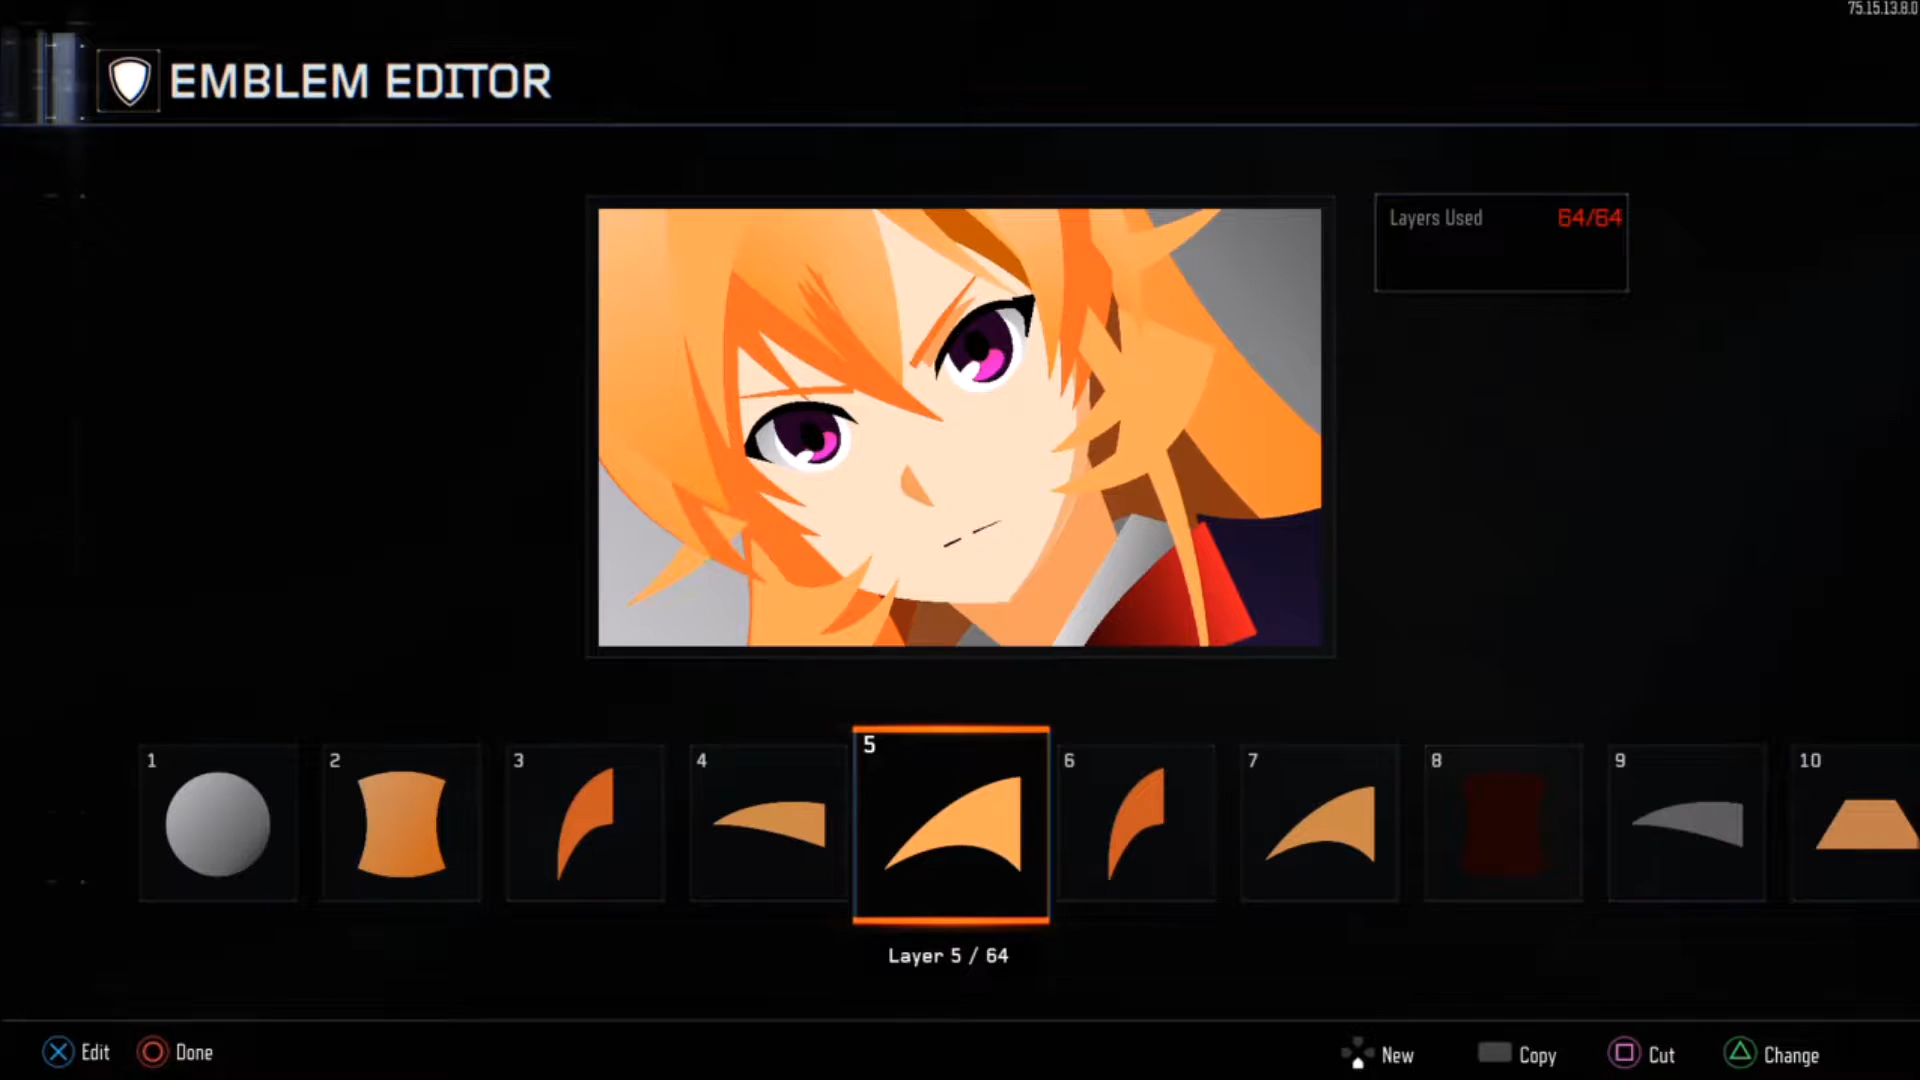 75.15.13.8.0
EMBLEM EDITOR
Layers Used 64/64
1 2 3 4 5 6 7 8 9 10
Layer 5 / 64
Edit Done New Copy Cut Change